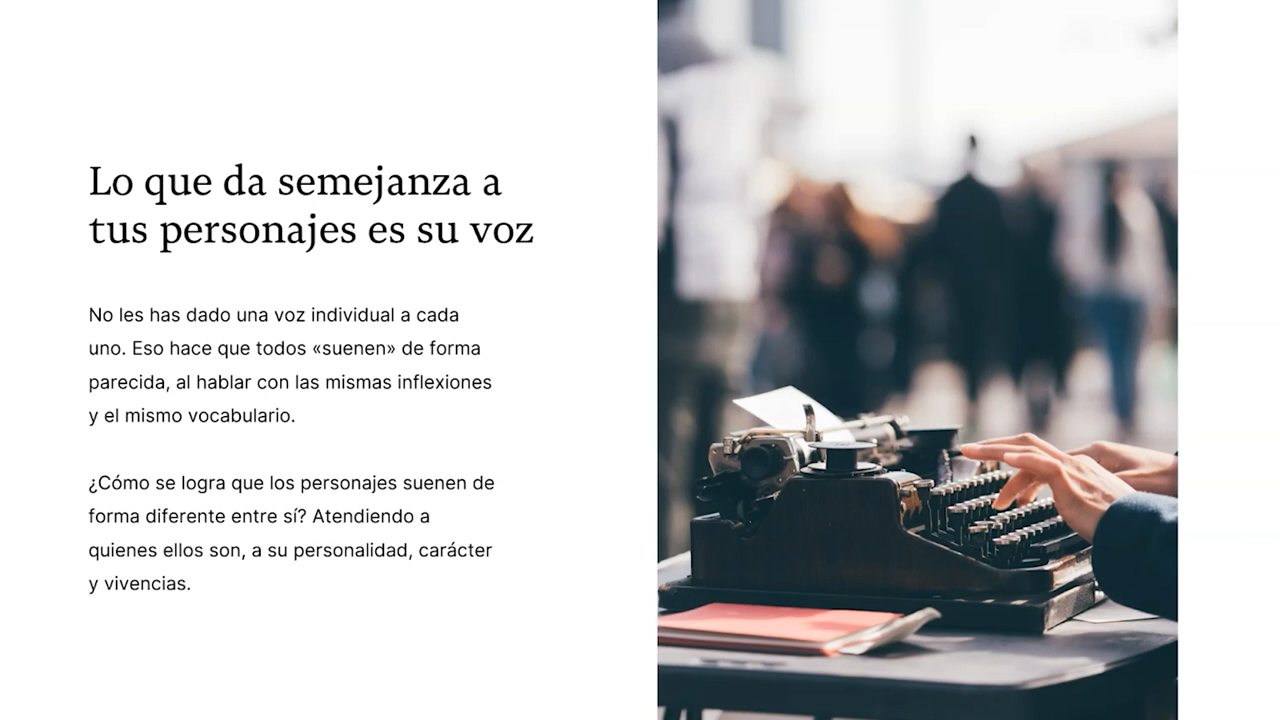 Lo que da semejanza a
tus personajes es su voz
No les has dado una voz individual a cada
uno. Eso hace que todos «suenen» de forma
parecida, al hablar con las mismas inflexiones
y el mismo vocabulario.
¿Cómo se logra que los personajes suenen de
forma diferente entre sí? Atendiendo a
quienes ellos son, a su personalidad, carácter
y vivencias.